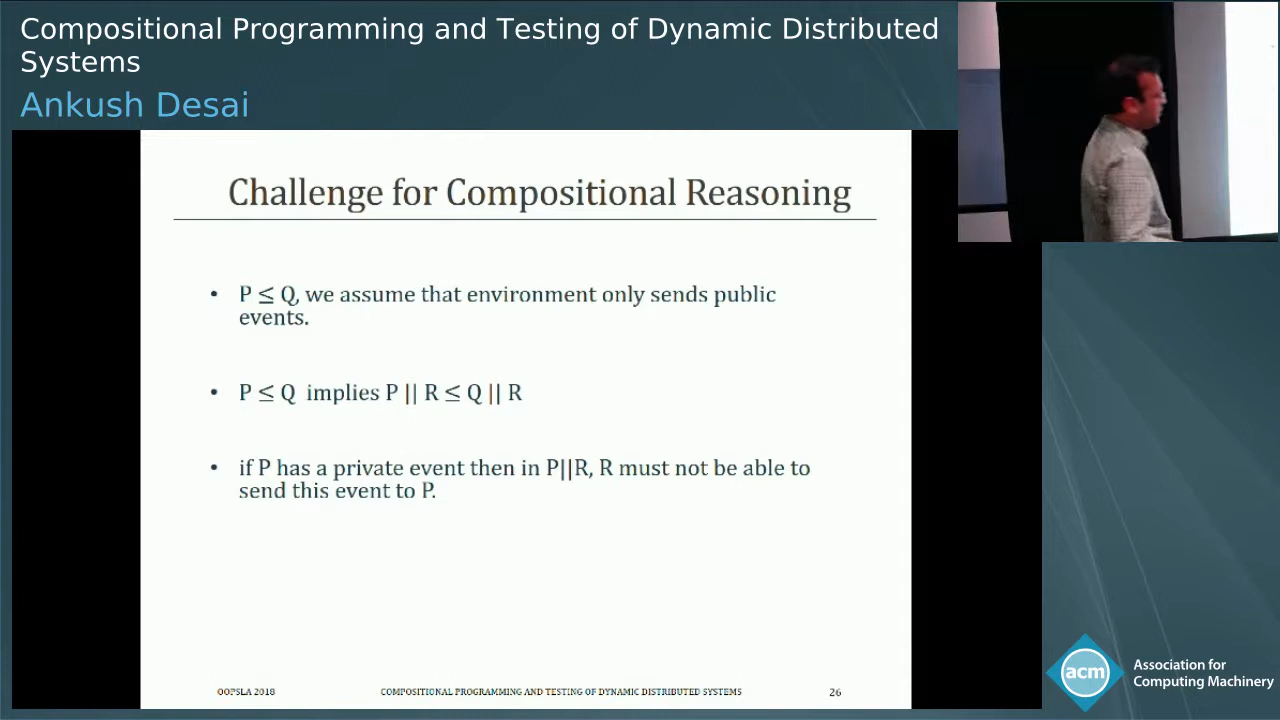 Compositional Programming and Testing of Dynamic Distributed
Systems
Ankush Desai
Challenge for Compositional Reasoning
• P ≤ Q, we assume that environment only sends public
events.
• P ≤ Q implies P || R ≤ Q || R
• if P has a private event then in P||R, R must not be able to
send this event to P.
OOPSLA 2018
COMPOSITIONAL PROGRAMMING AND TESTING OF DYNAMIC DISTRIBUTED SYSTEMS
26
acm
Association for
Computing Machinery